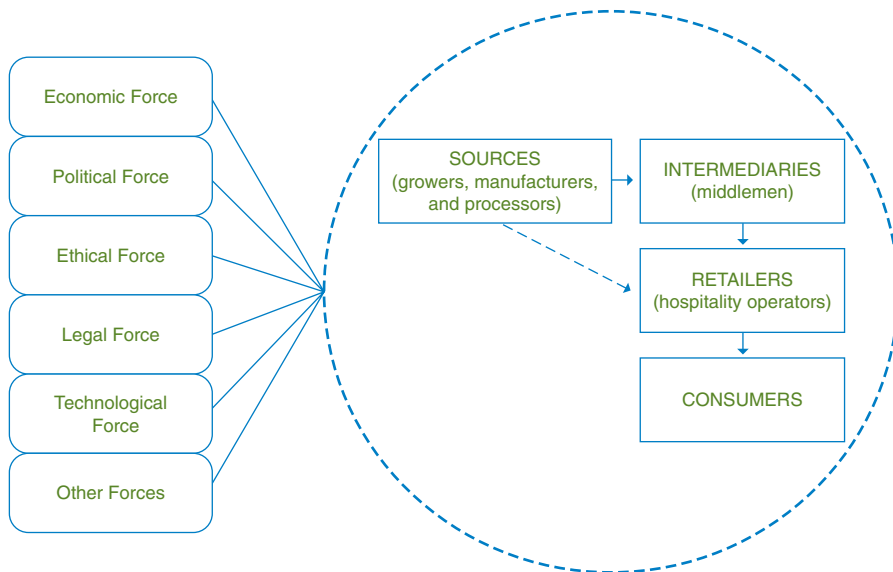 Economic Force
Political Force
Ethical Force
Legal Force
Technological
Force
Other Forces
SOURCES
(growers, manufacturers,
and processors)
INTERMEDIARIES
(middlemen)
RETAILERS
(hospitality operators)
CONSUMERS